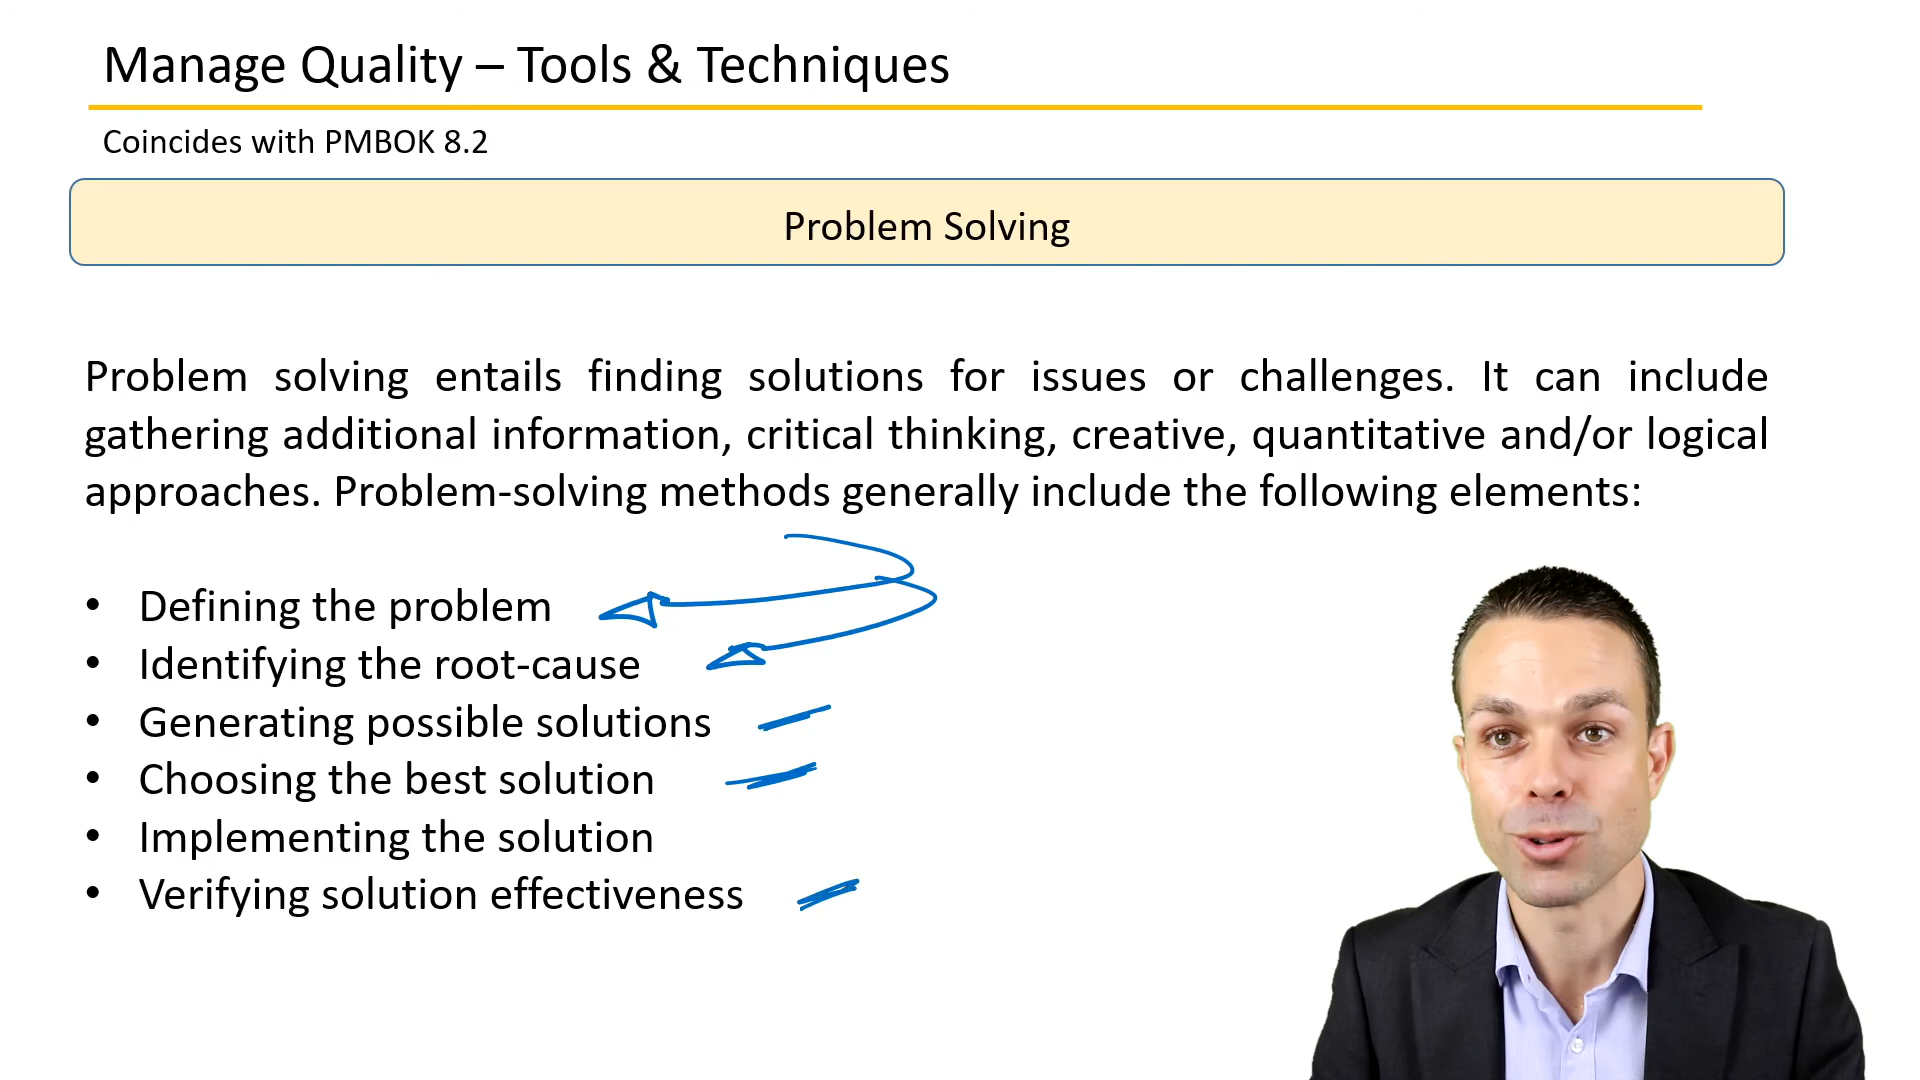 Manage Quality – Tools & Techniques
Coincides with PMBOK 8.2
Problem Solving
Problem solving entails finding solutions for issues or challenges. It can include
gathering additional information, critical thinking, creative, quantitative and/or logical
approaches. Problem-solving methods generally include the following elements:
• Defining the problem
• Identifying the root-cause
• Generating possible solutions
• Choosing the best solution
• Implementing the solution
• Verifying solution effectiveness